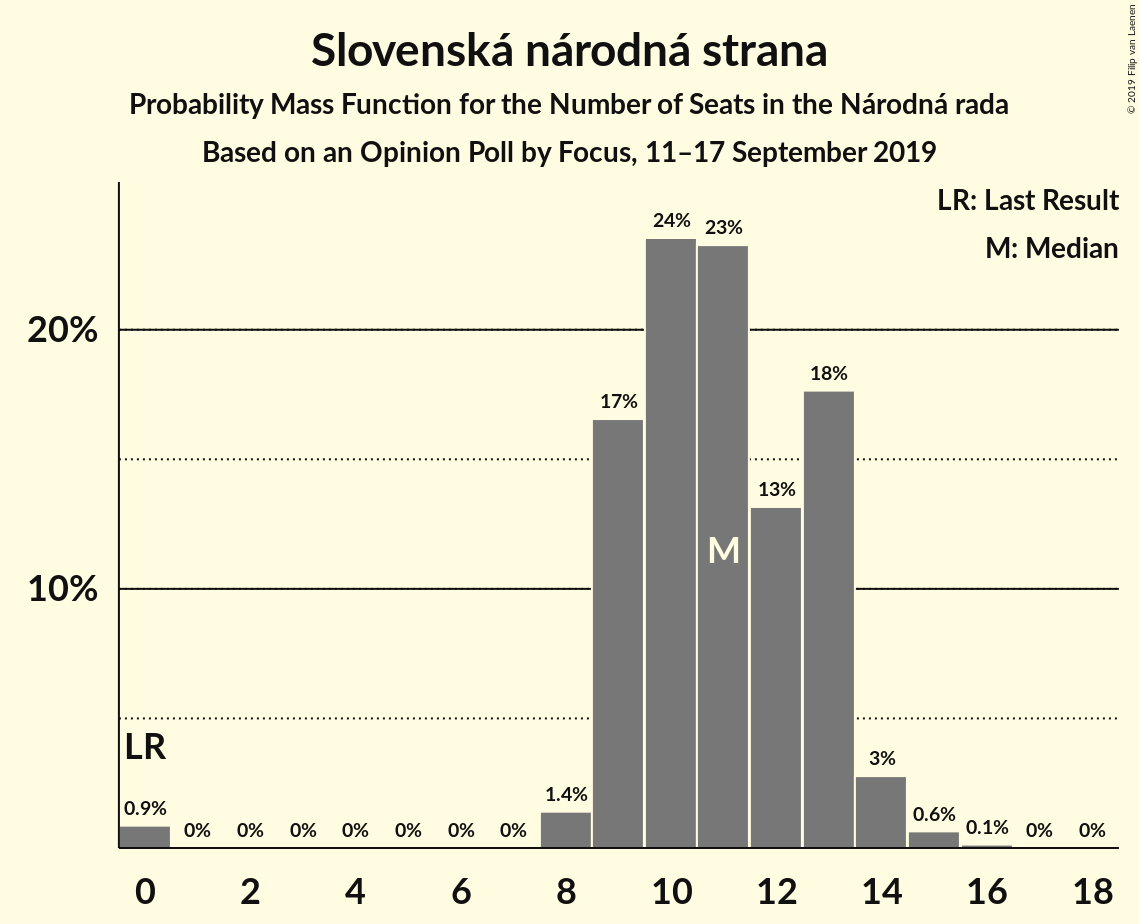 Slovenská národná strana
Probability Mass Function for the Number of Seats in the Národná rada
Based on an Opinion Poll by Focus, 11–17 September 2019
© 2019 Filip van Laenen
LR: Last Result
M: Median
24%
23%
20%
18%
17%
13%
M
10%
LR
3%
1.4%
0.9%
0.6%
0.1%
0% 0% 0% 0% 0% 0% 0% 0% 0%
0 2 4 6 8 10 12 14 16 18